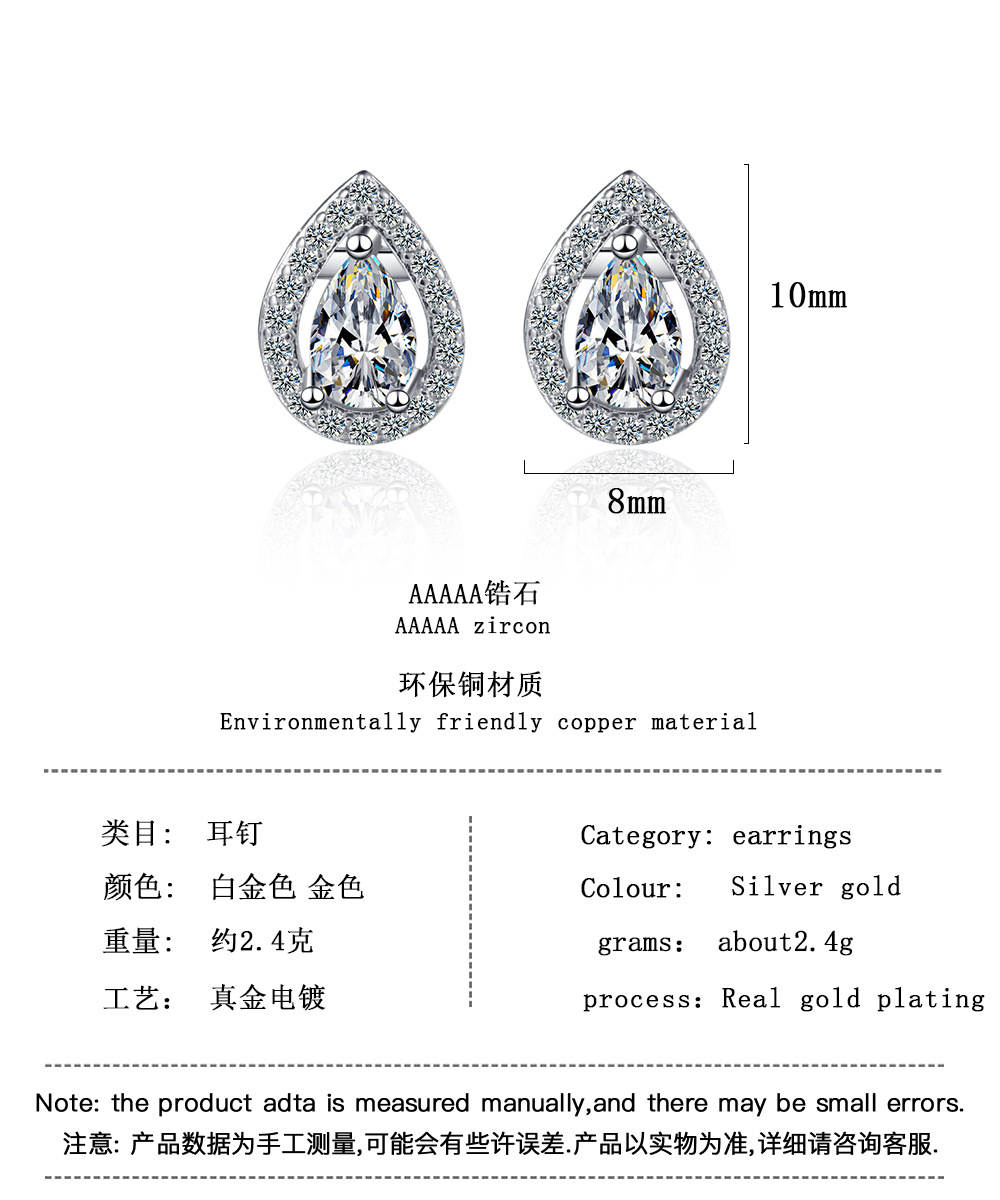 10mm
8mm
AAAAA锆石
AAAAA zircon
环保铜材质
Environmentally friendly copper material
类目: 耳钉
颜色: 白金色 金色
重量: 约2.4克
工艺: 真金电镀
Category: earrings
Colour: Silver gold
grams: about2.4g
process: Real gold plating
Note: the product adta is measured manually,and there may be small errors.
注意: 产品数据为手工测量,可能会有些许误差.产品以实物为准,详细请咨询客服.